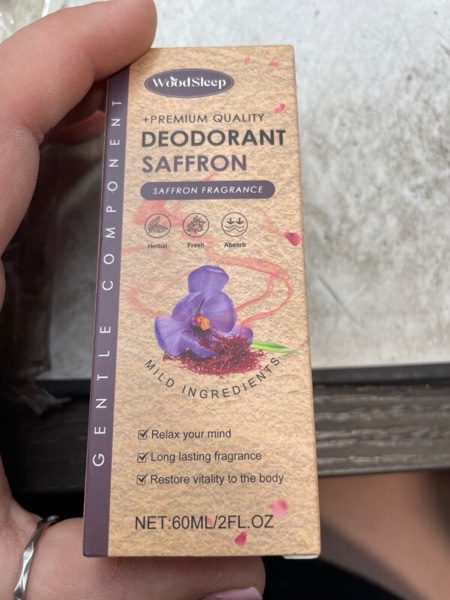 WoodSleep
+PREMIUM QUALITY
DEODORANT
SAFFRON
SAFFRON FRAGRANCE
Herbal Fresh Absorb
MILD INGREDIENTS
Relax your mind
Long lasting fragrance
Restore vitality to the body
NET:60ML/2FL.OZ
GENTLE COMPONENT